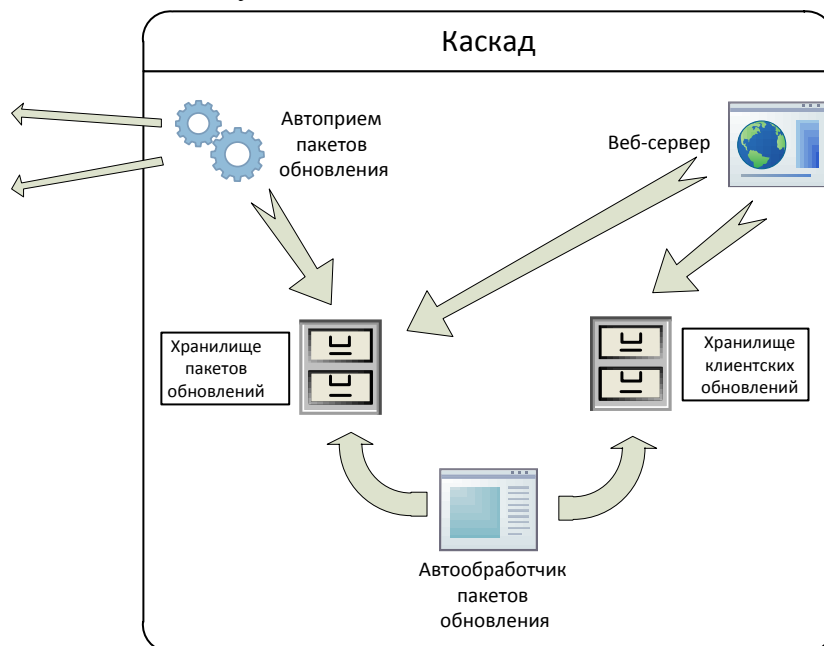 Каскад
Автоприем
пакетов
обновления
Веб-сервер
Хранилище
пакетов
обновлений
Хранилище
клиентских
обновлений
Автообработчик
пакетов
обновления